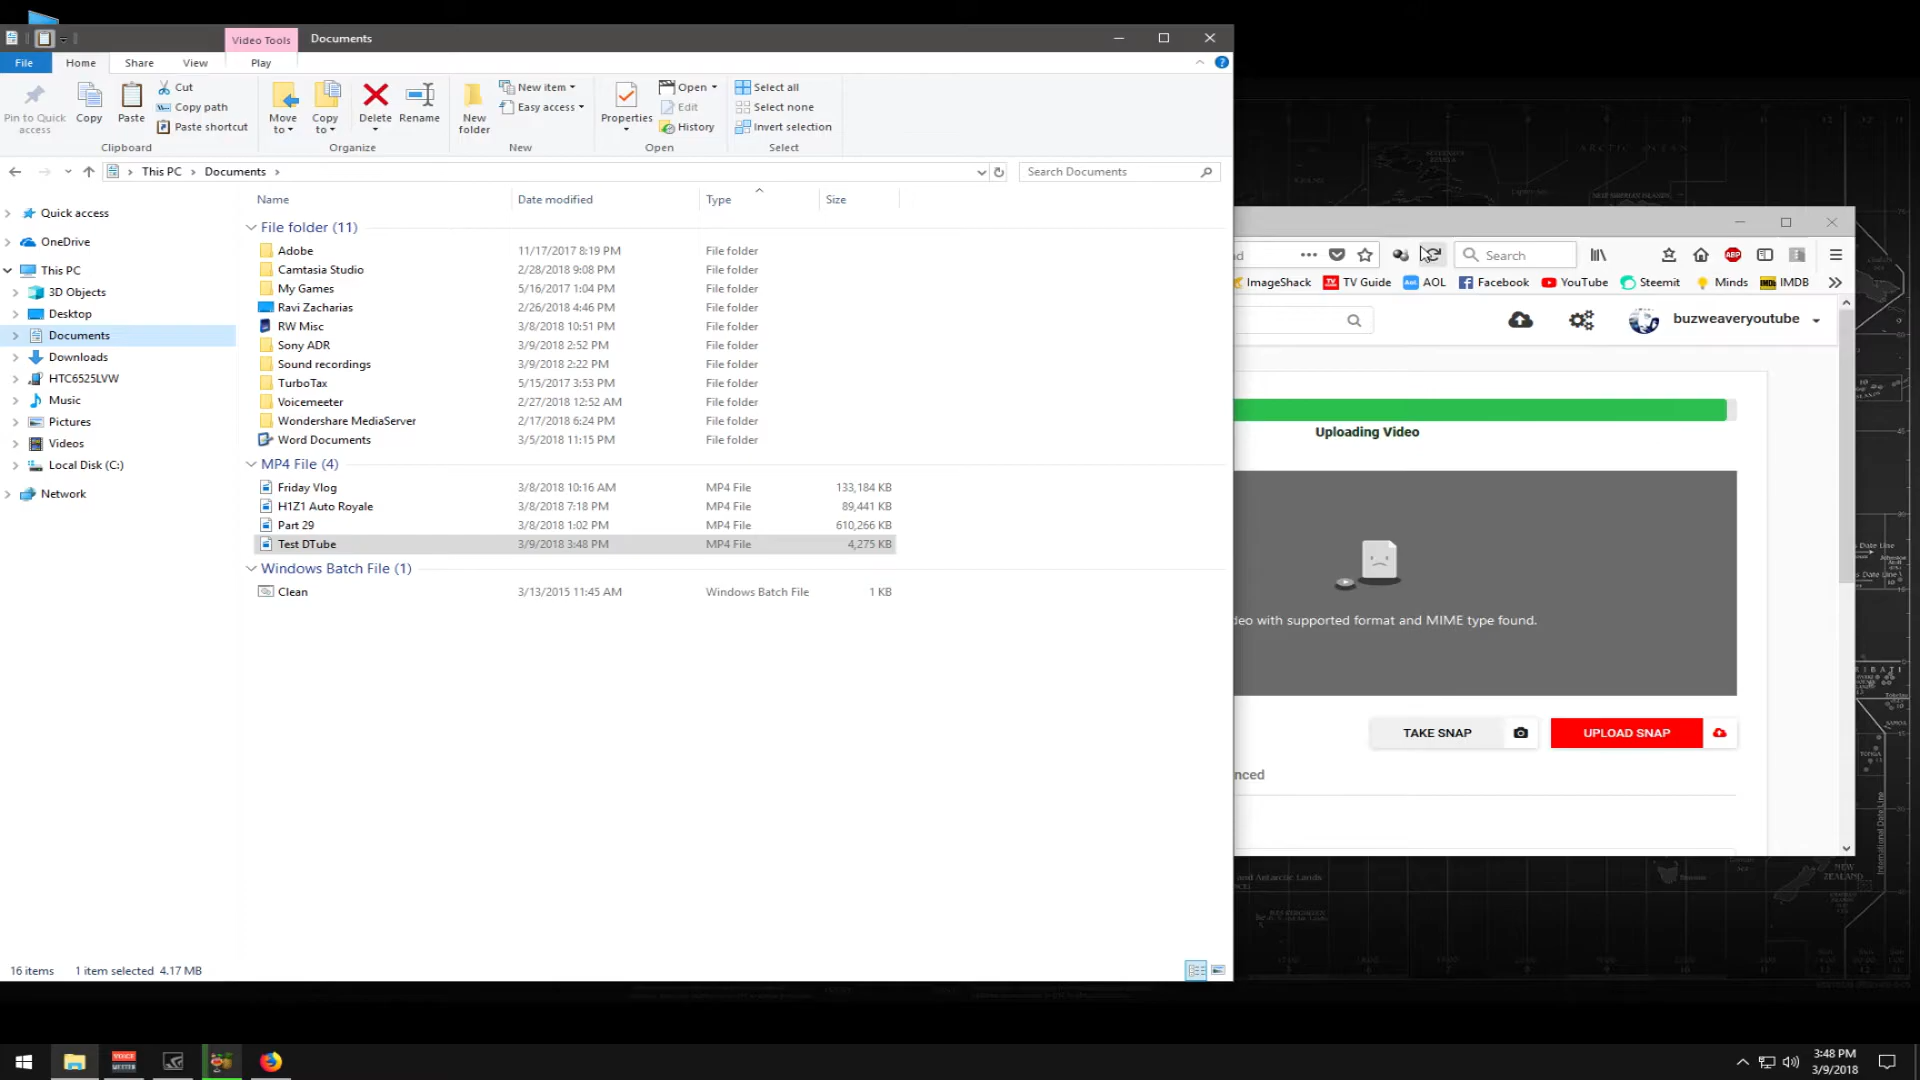 Video Tools
Documents
File
Home
Share
View
Play
Pin to Quick access
Copy
Paste
Cut
Copy path
Paste shortcut
Clipboard
Move to
Copy to
Delete
Rename
Organize
New folder
New item
Easy access
New
Properties
Open
Edit
History
Open
Select all
Select none
Invert selection
Select
This PC
Documents
Search Documents
Name
Date modified
Type
Size
Quick access
OneDrive
This PC
3D Objects
Desktop
Documents
Downloads
HTC6525LVW
Music
Pictures
Videos
Local Disk (C:)
Network
File folder (11)
Adobe 11/17/2017 8:19 PM File folder
Camtasia Studio 2/28/2018 9:08 PM File folder
My Games 5/16/2017 1:04 PM File folder
Ravi Zacharias 2/26/2018 4:46 PM File folder
RW Misc 3/8/2018 10:51 PM File folder
Sony ADR 3/9/2018 2:52 PM File folder
Sound recordings 3/9/2018 2:22 PM File folder
TurboTax 5/15/2017 3:53 PM File folder
Voicemeeter 2/27/2018 12:52 AM File folder
Wondershare MediaServer 2/17/2018 6:24 PM File folder
Word Documents 3/5/2018 11:15 PM File folder
MP4 File (4)
Friday Vlog 3/8/2018 10:16 AM MP4 File 133,184 KB
H1Z1 Auto Royale 3/8/2018 7:18 PM MP4 File 89,441 KB
Part 29 3/8/2018 1:02 PM MP4 File 610,266 KB
Test DTube 3/9/2018 3:48 PM MP4 File 4,275 KB
Windows Batch File (1)
Clean 3/13/2015 11:45 AM Windows Batch File 1 KB
16 items 1 item selected 4.17 MB
Search
ABP
ImageShack
TV Guide
AOL
Facebook
YouTube
Steemit
Minds
IMDB
buzweaveryoutube
Uploading Video
deo with supported format and MIME type found.
TAKE SNAP
UPLOAD SNAP
nced
ARCTIC OCEAN
NEW ZEALAND
International Date Line
3:48 PM
3/9/2018